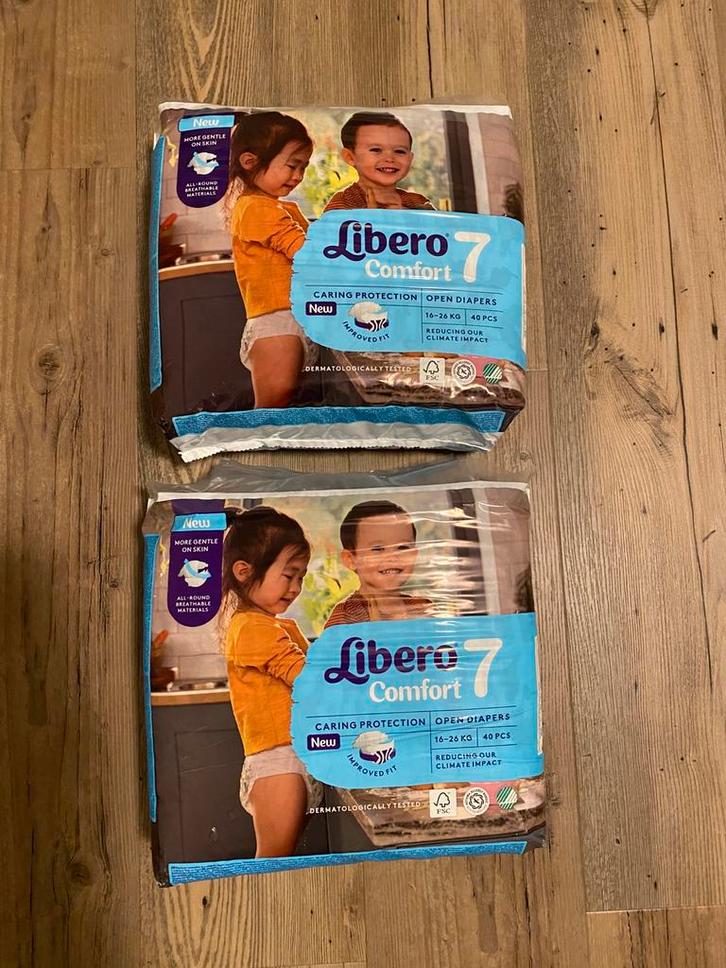 New
MORE GENTLE
ON SKIN
ALL-ROUND
BREATHABLE
MATERIALS
Libero 7
Comfort
CARING PROTECTION
New
IMPROVED FIT
OPEN DIAPERS
16-26 KG 40 PCS
REDUCING OUR
CLIMATE IMPACT
DERMATOLOGICALLY TESTED
FSC
New
MORE GENTLE
ON SKIN
ALL-ROUND
BREATHABLE
MATERIALS
Libero 7
Comfort
CARING PROTECTION
New
IMPROVED FIT
OPEN DIAPERS
16-26 KG 40 PCS
REDUCING OUR
CLIMATE IMPACT
DERMATOLOGICALLY TESTED
FSC